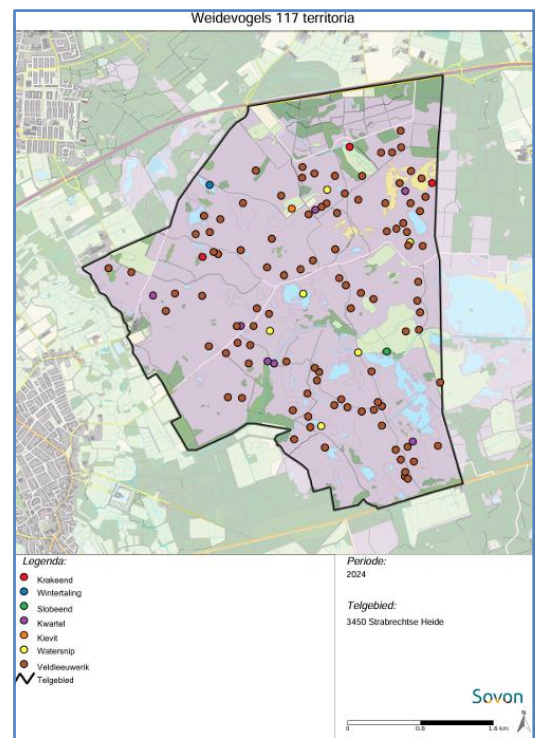 Weidevogels 117 territoria
Legenda:
Krakeend
Wintertaling
Slobeend
Kwartel
Kievit
Watersnip
Veldleeuwerik
Telgebied
Periode:
2024
Telgebied:
3450 Strabrechtse Heide
Sovon
N
0 0.8 1.6 km